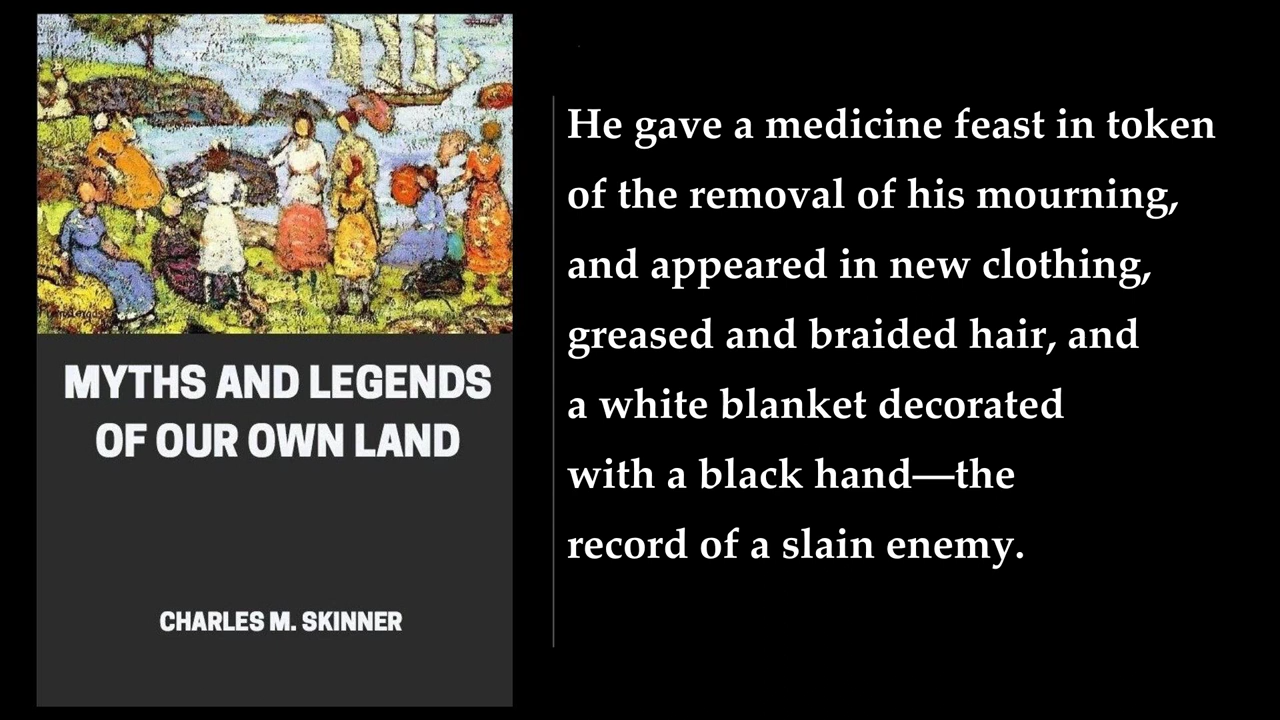 MYTHS AND LEGENDS
OF OUR OWN LAND
CHARLES M. SKINNER
He gave a medicine feast in token
of the removal of his mourning,
and appeared in new clothing,
greased and braided hair, and
a white blanket decorated
with a black hand—the
record of a slain enemy.